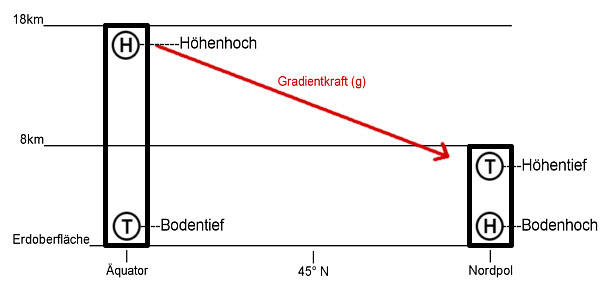 18km
H Höhenhoch
Gradientkraft (g)
8km
T Höhentief
T Bodentief
H Bodenhoch
Erdoberfläche
Äquator 45° N Nordpol